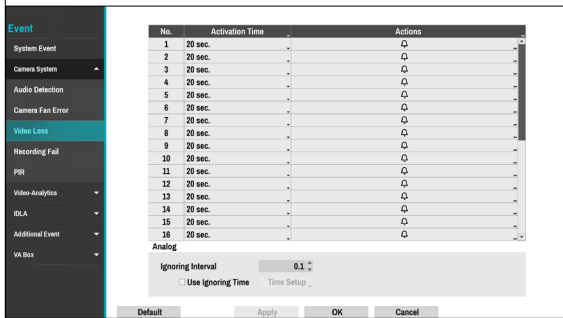 Event
System Event
Camera System
Audio Detection
Camera Fan Error
Video Loss
Recording Fail
PIR
Video-Analytics
IDLA
Additional Event
VA Box
No. Activation Time Actions
1 20 sec.
2 20 sec.
3 20 sec.
4 20 sec.
5 20 sec.
6 20 sec.
7 20 sec.
8 20 sec.
9 20 sec.
10 20 sec.
11 20 sec.
12 20 sec.
13 20 sec.
14 20 sec.
15 20 sec.
16 20 sec.
Analog
Ignoring Interval 0.1
Use Ignoring Time Time Setup
Default Apply OK Cancel